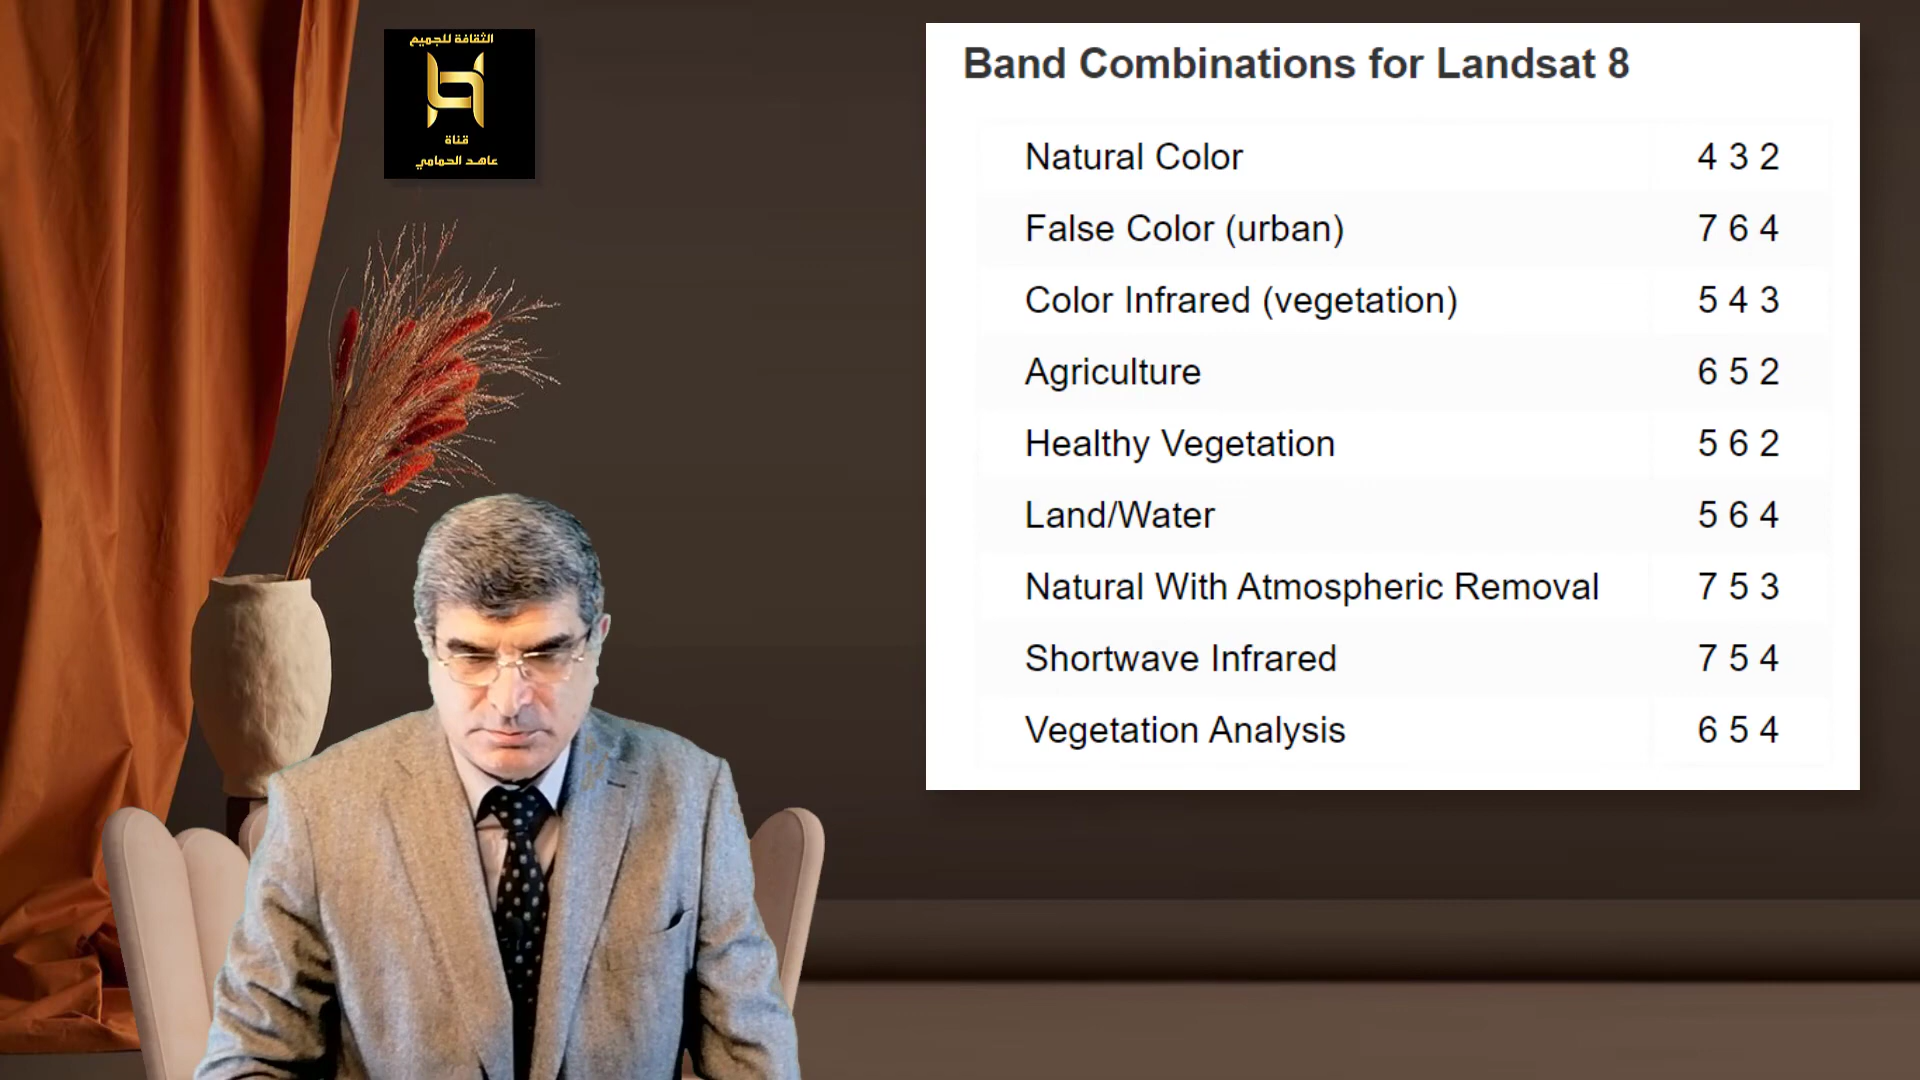 الثقافة للجميع
قناة
عاهد الحمامي
Band Combinations for Landsat 8
Natural Color 4 3 2
False Color (urban) 7 6 4
Color Infrared (vegetation) 5 4 3
Agriculture 6 5 2
Healthy Vegetation 5 6 2
Land/Water 5 6 4
Natural With Atmospheric Removal 7 5 3
Shortwave Infrared 7 5 4
Vegetation Analysis 6 5 4